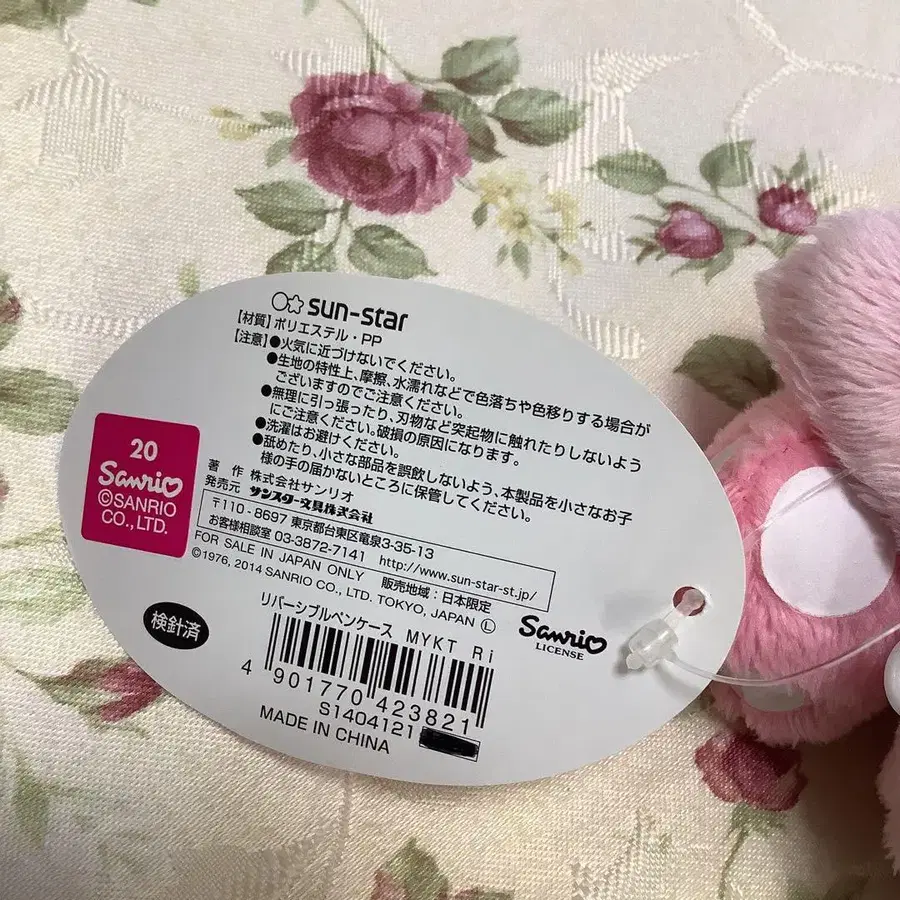 sun-star
【材質】ポリエステル・PP
【注意】●火気に近づけないでください。
●生地の特性上、摩擦、水濡れなどで色落ちや色移りする場合が
ございますのでご注意ください。
●無理に引っ張ったり、刃物など突起物に触れたりしないよう
にご注意ください。破損の原因になります。
●洗濯はお避けください。
●舐めたり、小さな部品を誤飲しないよう、本製品を小さなお子
様の手の届かないところに保管してください。
著作 株式会社サンリオ
発売元 サンスター文具株式会社
〒110-8697 東京都台東区竜泉3-35-13
お客様相談室 03-3872-7141 http://www.sun-star-st.jp/
FOR SALE IN JAPAN ONLY 販売地域：日本限定
©1976, 2014 SANRIO CO., LTD. TOKYO, JAPAN Ⓛ
20
Sanrio
©SANRIO
CO., LTD.
検針済
Sanrio
LICENSE
リバーシブルペンケース MYKT Ri
4 901770 423821
S1404121
MADE IN CHINA